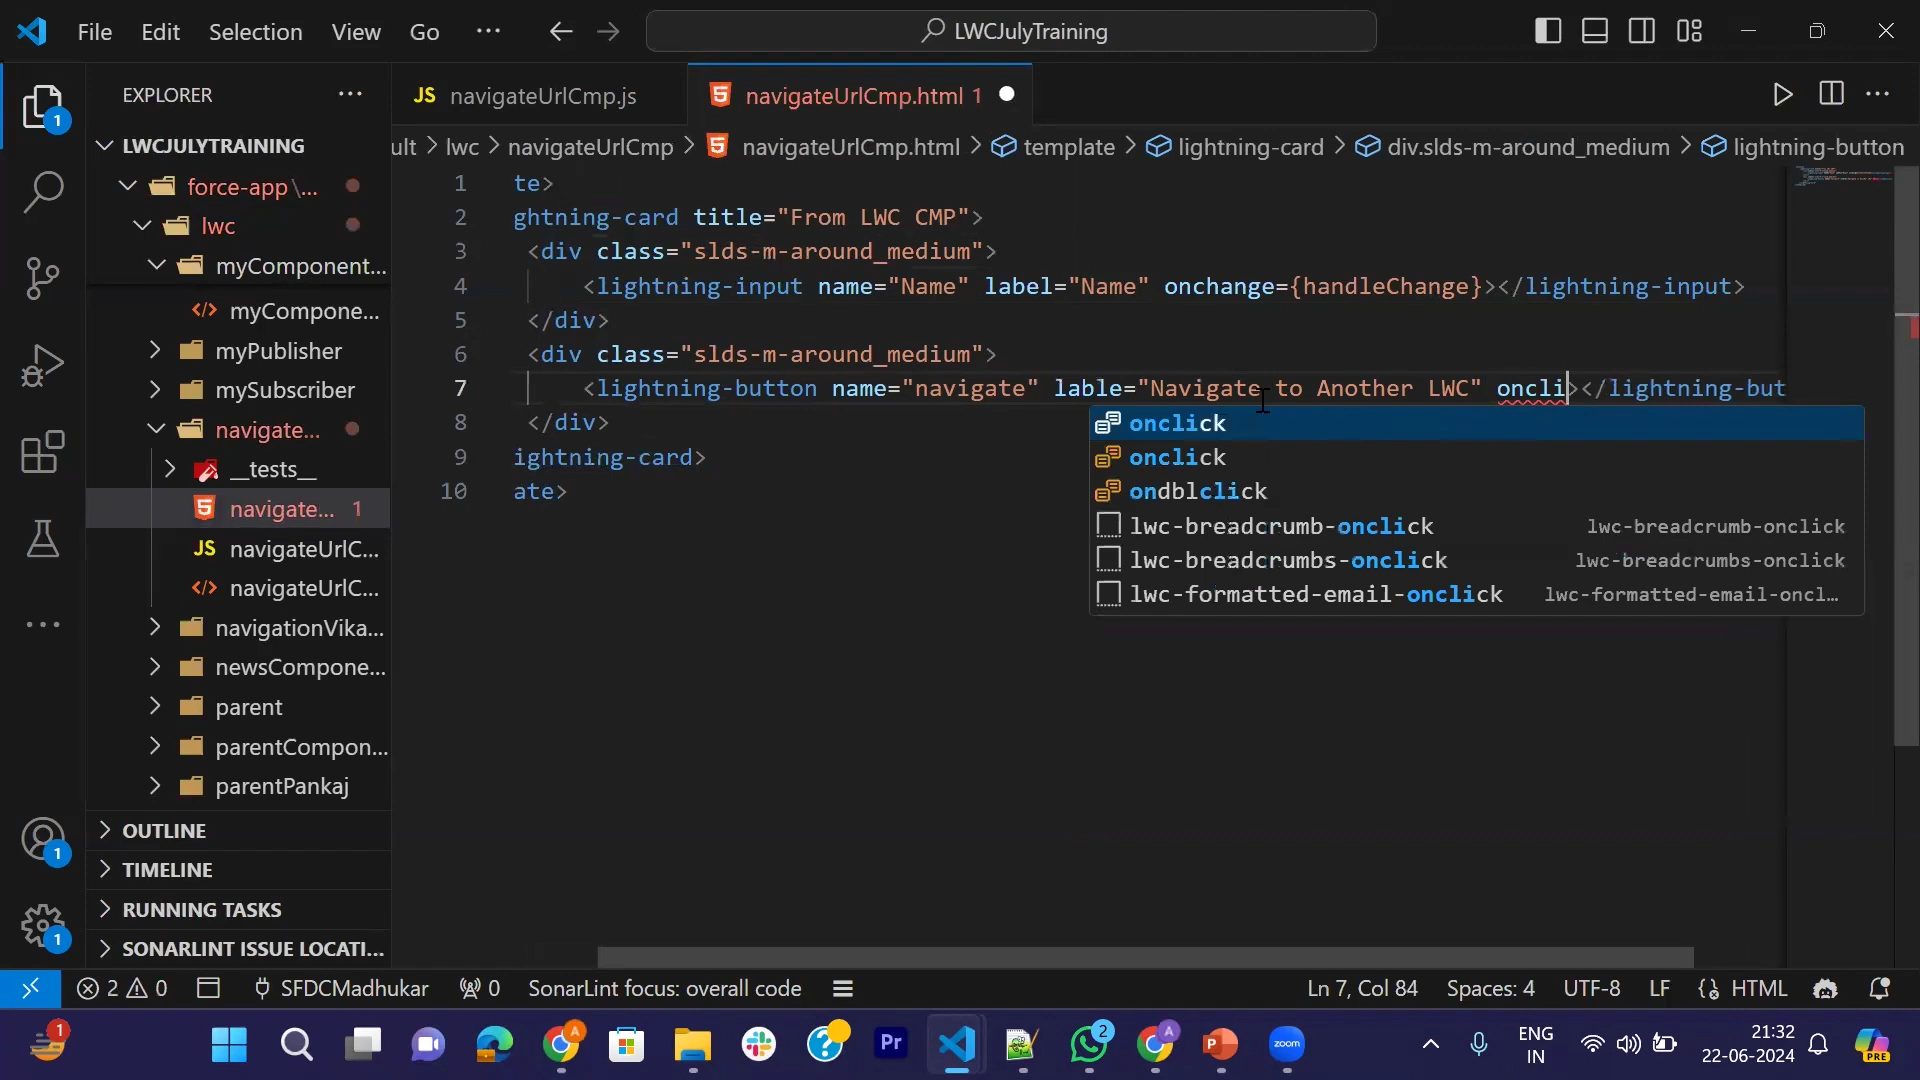 File Edit Selection View Go ··· LWCJulyTraining
EXPLORER ···
navigateUrlCmp.js
navigateUrlCmp.html 1
ult > lwc > navigateUrlCmp > navigateUrlCmp.html > template > lightning-card > div.slds-m-around_medium > lightning-button
LWCJULYTRAINING
force-app\...
lwc
myComponent...
myCompone...
myPublisher
mySubscriber
navigate...
__tests__
navigate... 1
JS navigateUrlC...
navigateUrlC...
navigationVika...
newsCompone...
parent
parentCompon...
parentPankaj
OUTLINE
TIMELINE
RUNNING TASKS
SONARLINT ISSUE LOCATI...
1 te>
2 ghtning-card title="From LWC CMP">
3 <div class="slds-m-around_medium">
4 <lightning-input name="Name" label="Name" onchange={handleChange}></lightning-input>
5 </div>
6 <div class="slds-m-around_medium">
7 <lightning-button name="navigate" lable="Navigate to Another LWC" oncli></lightning-but
8 </div>
9 ightning-card>
10 ate>
onclick
onclick
ondblclick
lwc-breadcrumb-onclick lwc-breadcrumb-onclick
lwc-breadcrumbs-onclick lwc-breadcrumbs-onclick
lwc-formatted-email-onclick lwc-formatted-email-oncl...
2 0 SFDCMadhukar 0 SonarLint focus: overall code Ln 7, Col 84 Spaces: 4 UTF-8 LF HTML
ENG
IN
21:32
22-06-2024